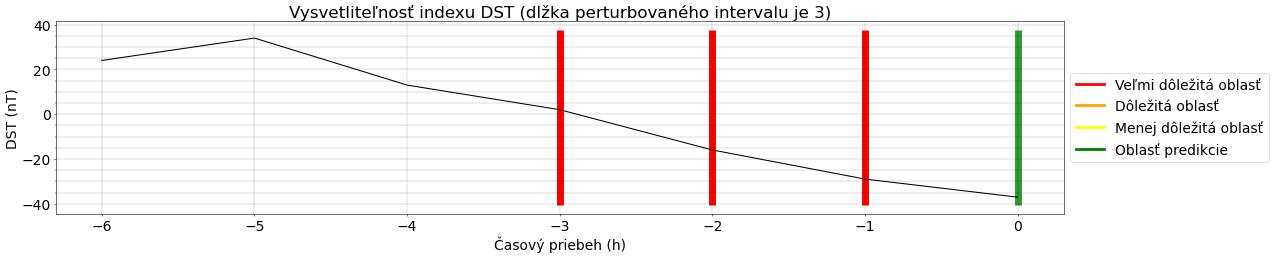 Vysvetliteľnosť indexu DST (dlžka perturbovaného intervalu je 3)
40
20
0
−20
−40
DST (nT)
−6 −5 −4 −3 −2 −1 0
Časový priebeh (h)
Veľmi dôležitá oblasť
Dôležitá oblasť
Menej dôležitá oblasť
Oblasť predikcie